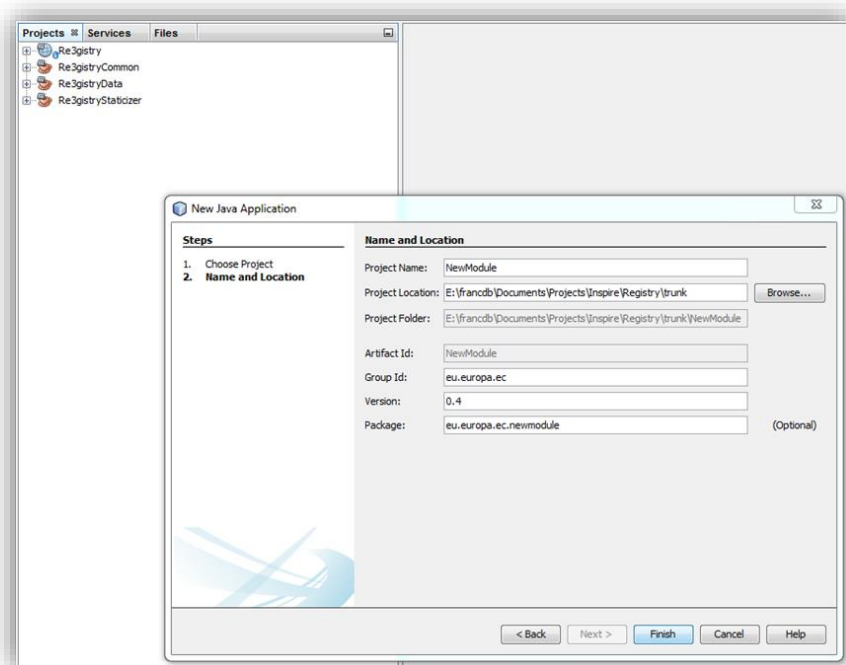 Projects Services Files
Re3gistry
Re3gistryCommon
Re3gistryData
Re3gistryStaticizer
New Java Application
Steps
1. Choose Project
2. Name and Location
Name and Location
Project Name: NewModule
Project Location: E:\francdb\Documents\Projects\Inspire\Registry\trunk Browse...
Project Folder: E:\francdb\Documents\Projects\Inspire\Registry\trunk\NewModule
Artifact Id: NewModule
Group Id: eu.europa.ec
Version: 0.4
Package: eu.europa.ec.newmodule (Optional)
< Back Next > Finish Cancel Help